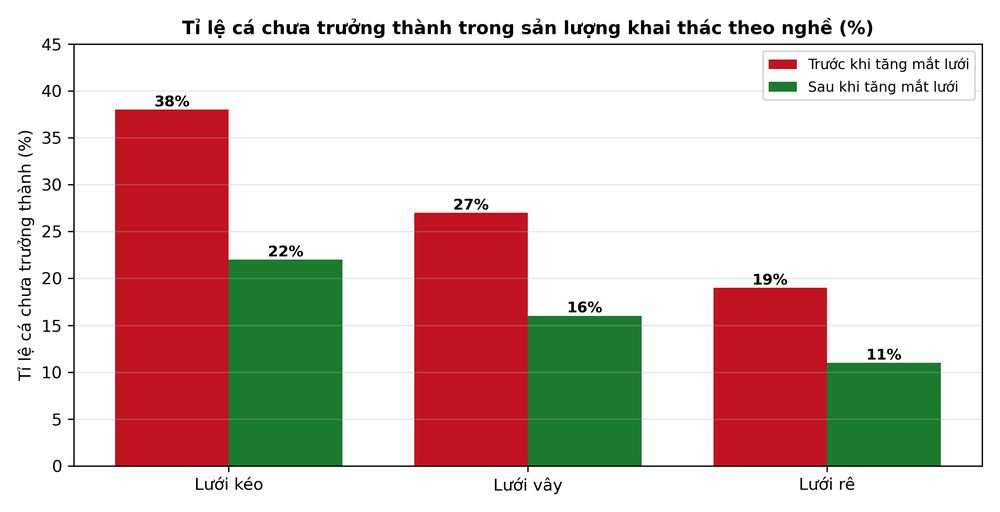 Tỉ lệ cá chưa trưởng thành trong sản lượng khai thác theo nghề (%)
Tỉ lệ cá chưa trưởng thành (%)
45
40
35
30
25
20
15
10
5
0
Trước khi tăng mắt lưới
Sau khi tăng mắt lưới
38%
22%
27%
16%
19%
11%
Lưới kéo
Lưới vây
Lưới rê